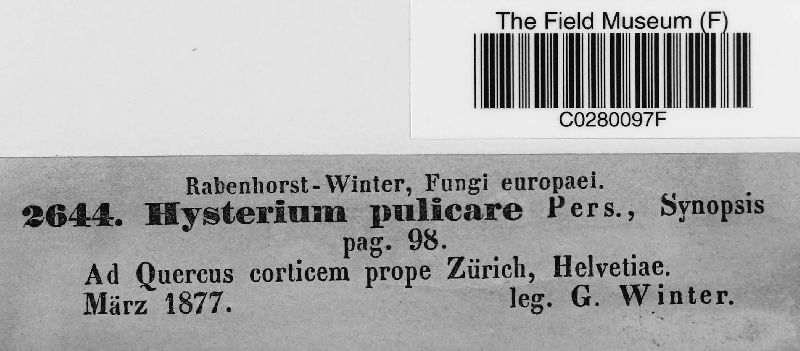 The Field Museum (F)
C0280097F
Rabenhorst-Winter, Fungi europaei.
2644. Hysterium pulicare Pers., Synopsis
pag. 98.
Ad Quercus corticem prope Zürich, Helvetiae.
März 1877. leg. G. Winter.